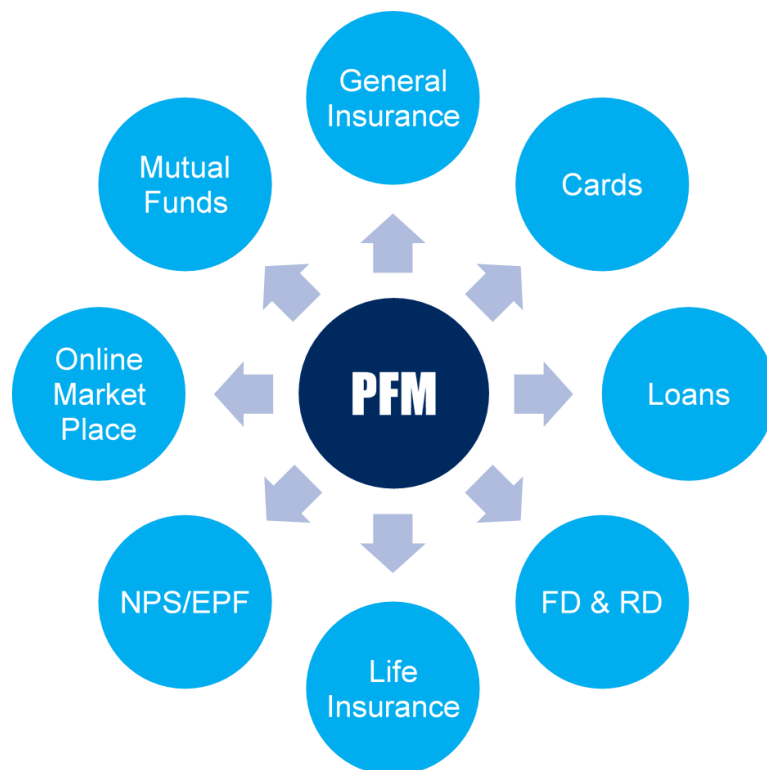 General
Insurance
Cards
Mutual
Funds
Online
Market
Place
PFM
Loans
NPS/EPF
FD & RD
Life
Insurance